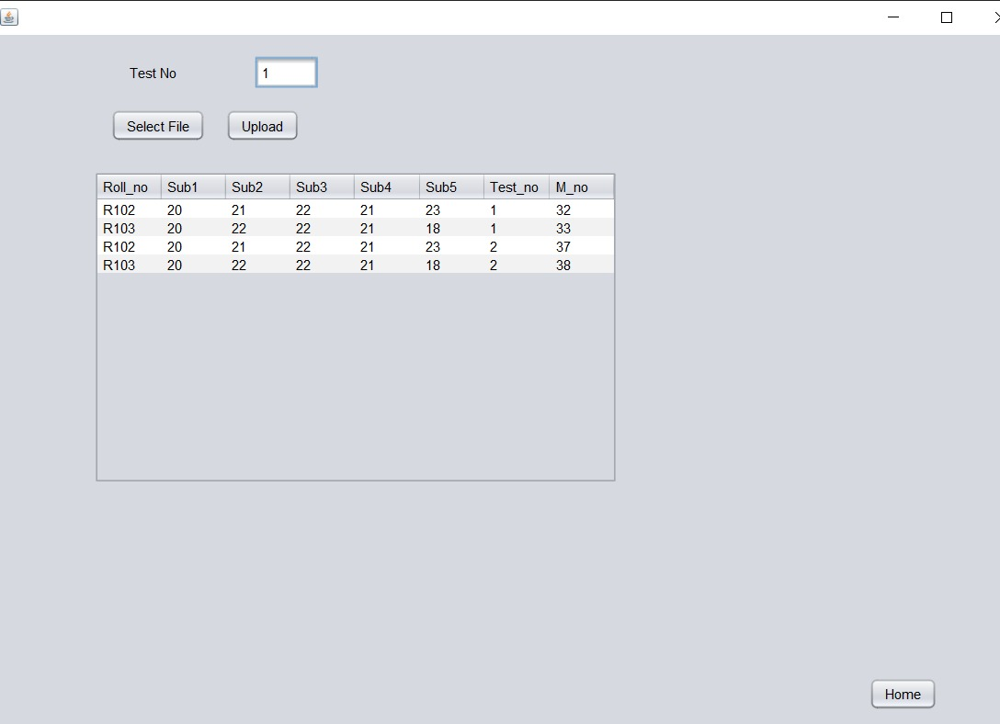 Test No 1
Select File Upload
Roll_no Sub1 Sub2 Sub3 Sub4 Sub5 Test_no M_no
R102 20 21 22 21 23 1 32
R103 20 22 22 21 18 1 33
R102 20 21 22 21 23 2 37
R103 20 22 22 21 18 2 38
Home